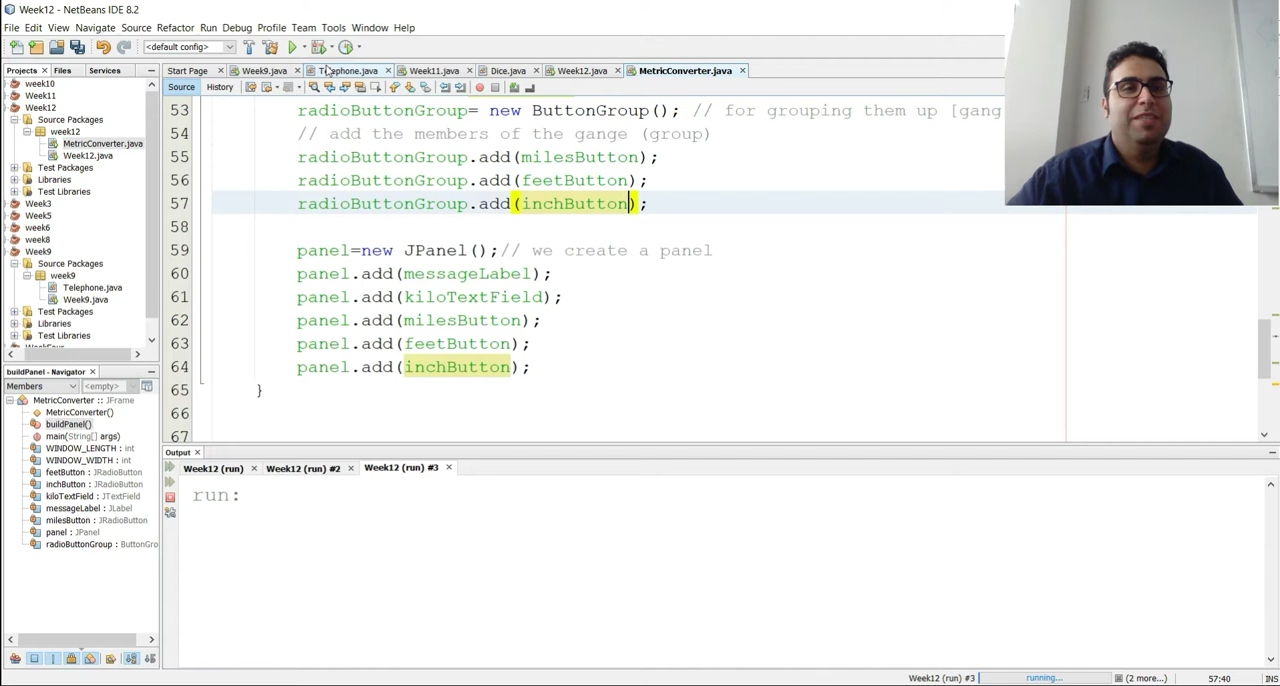 Week12 - NetBeans IDE 8.2
File Edit View Navigate Source Refactor Run Debug Profile Team Tools Window Help
<default config>
Projects Files Services
Start Page Week9.java Telephone.java Week11.java Dice.java Week12.java MetricConverter.java
Source History
week10
Week11
Week12
Source Packages
week12
MetricConverter.java
Week12.java
Test Packages
Libraries
Test Libraries
Week3
Week5
week6
week8
Week9
Source Packages
week9
Telephone.java
Week9.java
Test Packages
Libraries
Test Libraries
53 radioButtonGroup= new ButtonGroup(); // for grouping them up [gang
54 // add the members of the gange (group)
55 radioButtonGroup.add(milesButton);
56 radioButtonGroup.add(feetButton);
57 radioButtonGroup.add(inchButton);
58
59 panel=new JPanel();// we create a panel
60 panel.add(messageLabel);
61 panel.add(kiloTextField);
62 panel.add(milesButton);
63 panel.add(feetButton);
64 panel.add(inchButton);
65 }
66
67
buildPanel - Navigator
Members <empty>
MetricConverter :: JFrame
MetricConverter()
buildPanel()
main(String[] args)
WINDOW_LENGTH : int
WINDOW_WIDTH : int
feetButton : JRadioButton
inchButton : JRadioButton
kiloTextField : JTextField
messageLabel : JLabel
milesButton : JRadioButton
panel : JPanel
radioButtonGroup : ButtonGro
Output
Week12 (run) Week12 (run) #2 Week12 (run) #3
run:
Week12 (run) #3 running... (2 more...) 57:40 INS